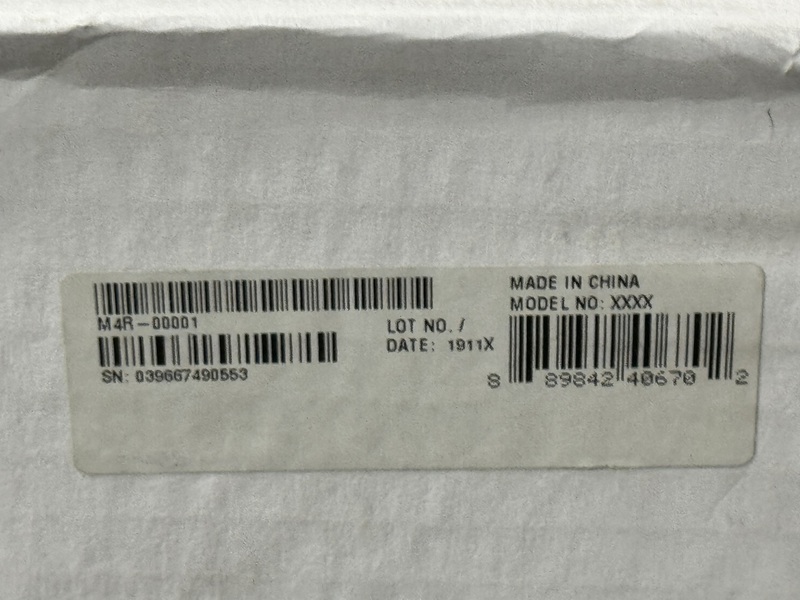 M4R-00001
SN: 039667490553
LOT NO. /
DATE: 1911X
MADE IN CHINA
MODEL NO: XXXX
8 89842 40670 2